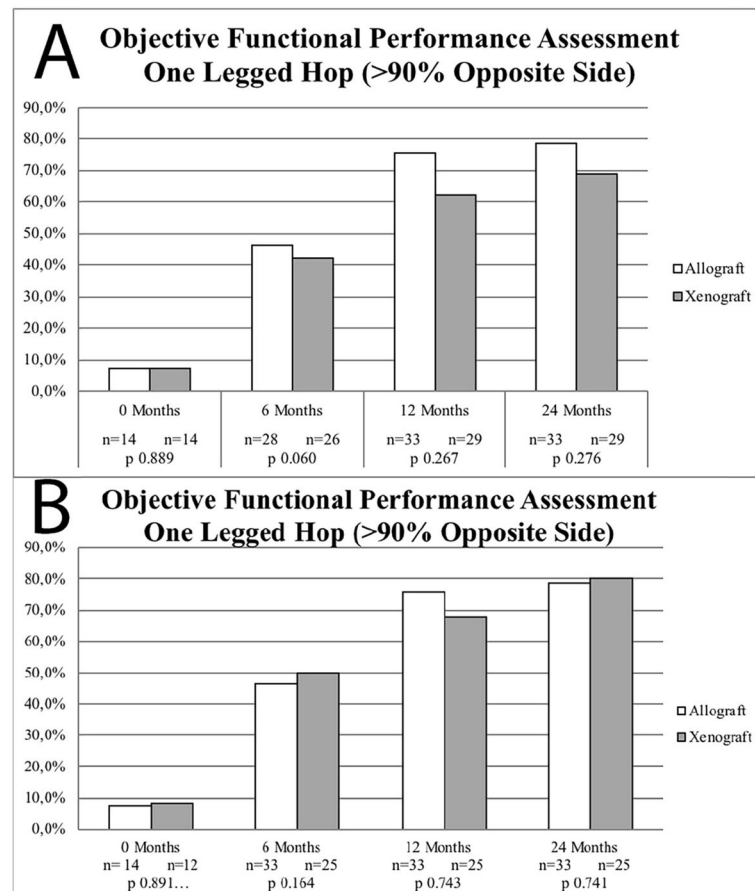 A
Objective Functional Performance Assessment
One Legged Hop (>90% Opposite Side)
90,0%
80,0%
70,0%
60,0%
50,0%
40,0%
30,0%
20,0%
10,0%
0,0%
Allograft
Xenograft
0 Months 6 Months 12 Months 24 Months
n=14 n=14 n=28 n=26 n=33 n=29 n=33 n=29
p 0.889 p 0.060 p 0.267 p 0.276
B
Objective Functional Performance Assessment
One Legged Hop (>90% Opposite Side)
90,0%
80,0%
70,0%
60,0%
50,0%
40,0%
30,0%
20,0%
10,0%
0,0%
Allograft
Xenograft
0 Months 6 Months 12 Months 24 Months
n= 14 n=12 n=33 n=25 n=33 n=25 n=33 n=25
p 0.891... p 0.164 p 0.743 p 0.741